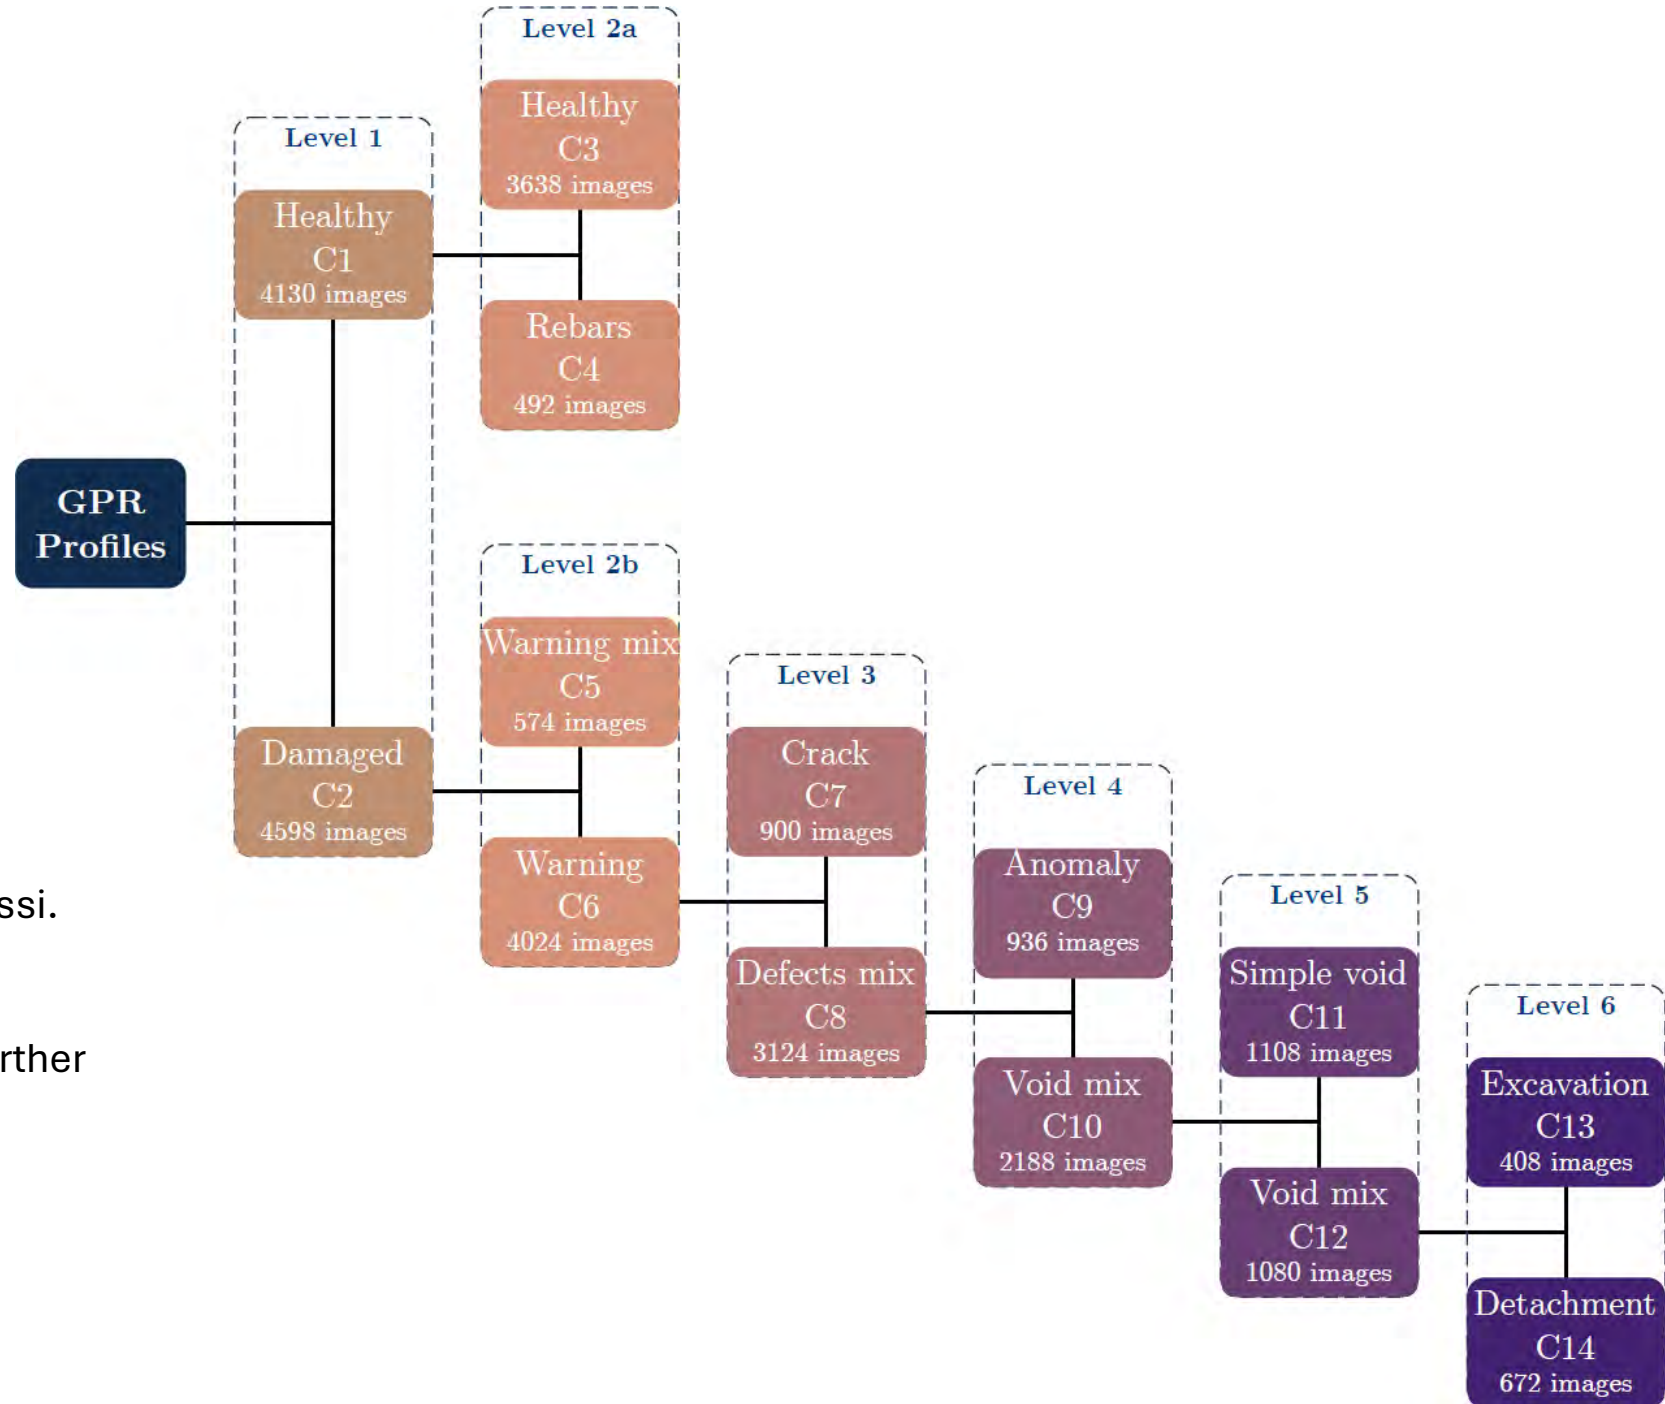 Level 2a
Healthy
C3
3638 images
Rebars
C4
492 images
Level 1
Healthy
C1
4130 images
Damaged
C2
4598 images
GPR
Profiles
Level 2b
Warning mix
C5
574 images
Warning
C6
4024 images
Level 3
Crack
C7
900 images
Defects mix
C8
3124 images
Level 4
Anomaly
C9
936 images
Void mix
C10
2188 images
Level 5
Simple void
C11
1108 images
Void mix
C12
1080 images
Level 6
Excavation
C13
408 images
Detachment
C14
672 images
ssi.
rther